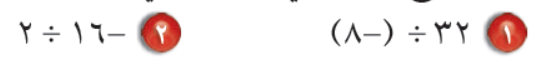 ١ ٣٢ ÷ (–٨) ٢ –١٦ ÷ ٢